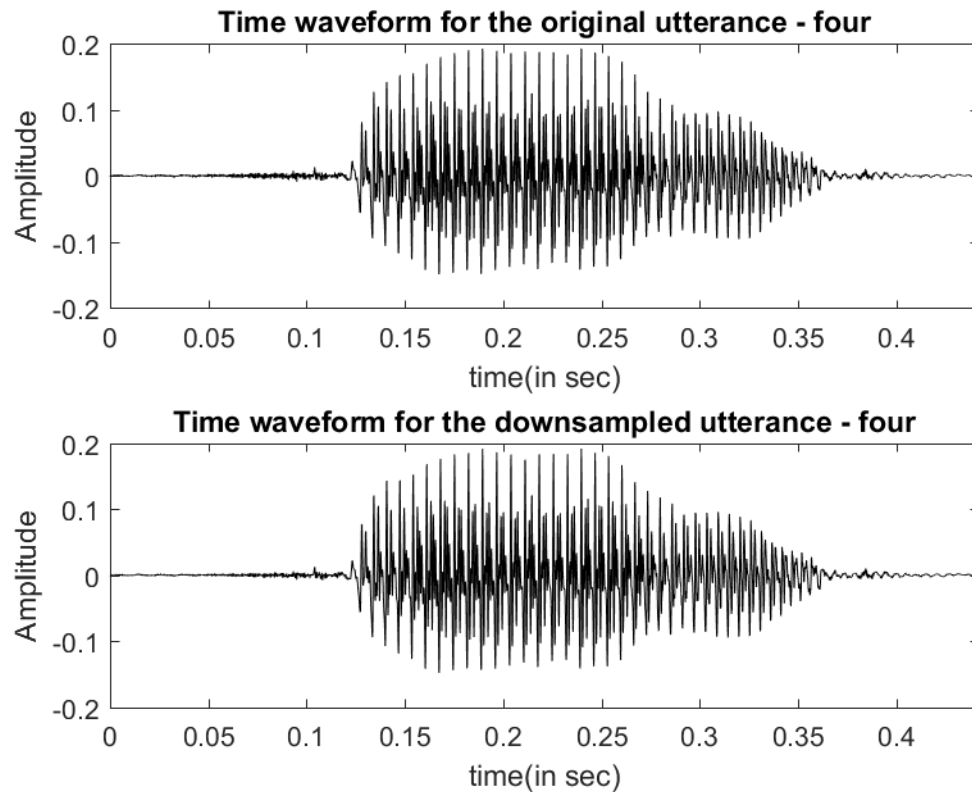 Time waveform for the original utterance - four
0.2
0.1
0
-0.1
-0.2
Amplitude
0 0.05 0.1 0.15 0.2 0.25 0.3 0.35 0.4
time(in sec)
Time waveform for the downsampled utterance - four
0.2
0.1
0
-0.1
-0.2
Amplitude
0 0.05 0.1 0.15 0.2 0.25 0.3 0.35 0.4
time(in sec)